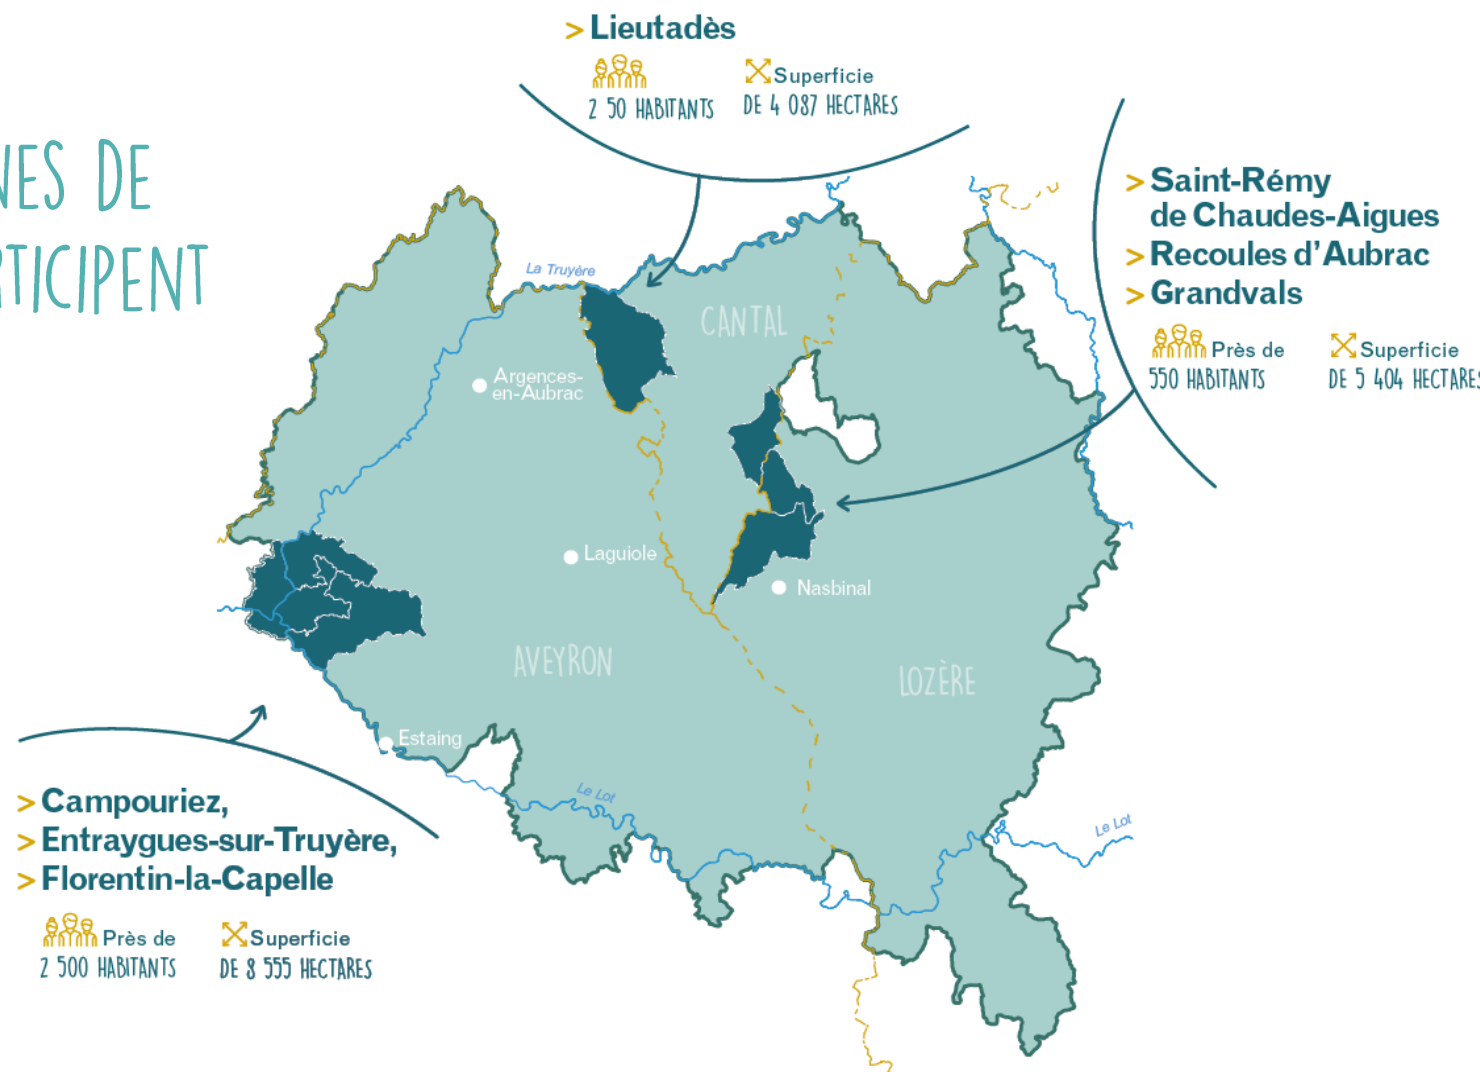 > Lieutadès
2 50 HABITANTS
Superficie
DE 4 087 HECTARES
NES DE
RTICIPENT
> Saint-Rémy
de Chaudes-Aigues
> Recoules d'Aubrac
> Grandvals
Près de
550 HABITANTS
Superficie
DE 5 404 HECTARES
La Truyère
CANTAL
Argences-
en-Aubrac
Laguiole
Nasbinal
AVEYRON
LOZÈRE
Estaing
Le Lot
Le Lot
> Campouriez,
> Entraygues-sur-Truyère,
> Florentin-la-Capelle
Près de
2 500 HABITANTS
Superficie
DE 8 555 HECTARES